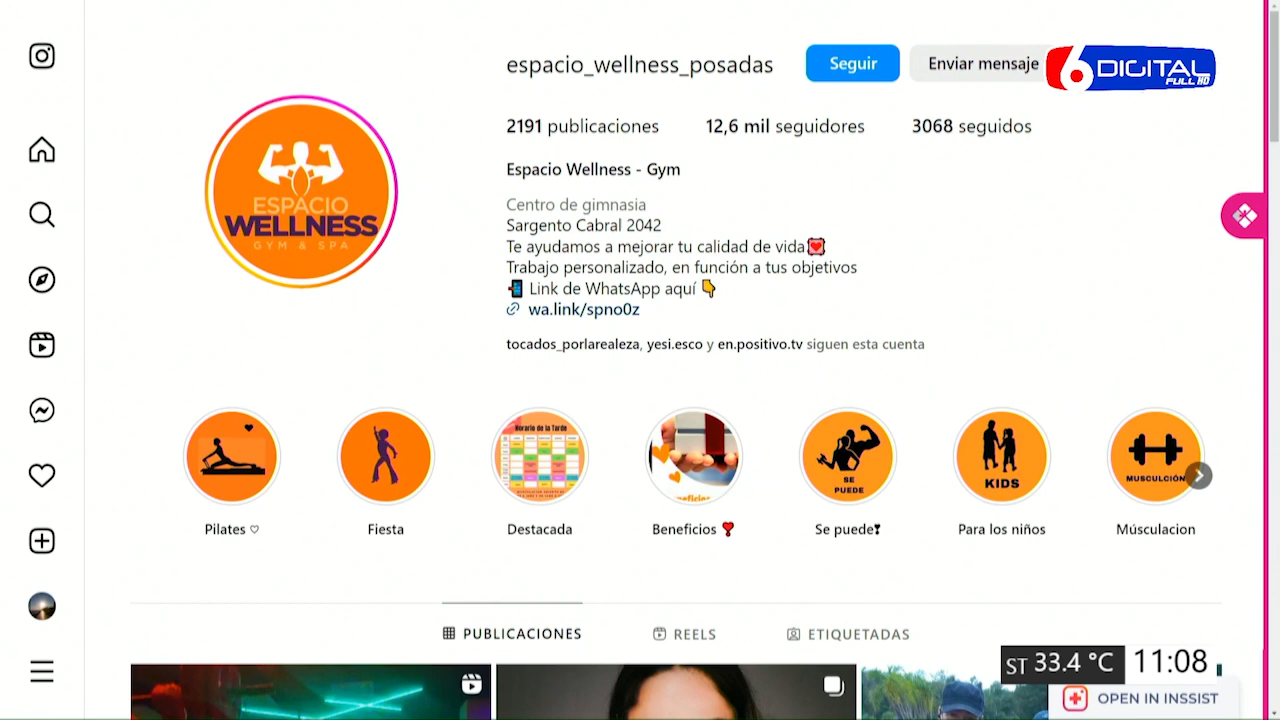 espacio_wellness_posadas
Seguir
Enviar mensaje
6 DIGITAL
FULL HD
2191 publicaciones
12,6 mil seguidores
3068 seguidos
Espacio Wellness - Gym
Centro de gimnasia
Sargento Cabral 2042
Te ayudamos a mejorar tu calidad de vida💟
Trabajo personalizado, en función a tus objetivos
📲 Link de WhatsApp aquí 👇
wa.link/spno0z
tocados_porlarealeza, yesi.esco y en.positivo.tv siguen esta cuenta
ESPACIO
WELLNESS
GYM & SPA
Horario de la Tarde
SE
PUEDE
KIDS
MUSCULCIÓN
Pilates ♡
Fiesta
Destacada
Beneficios ❣
Se puede❣
Para los niños
Músculacion
PUBLICACIONES
REELS
ETIQUETADAS
ST 33.4 °C
11:08
OPEN IN INSSIST